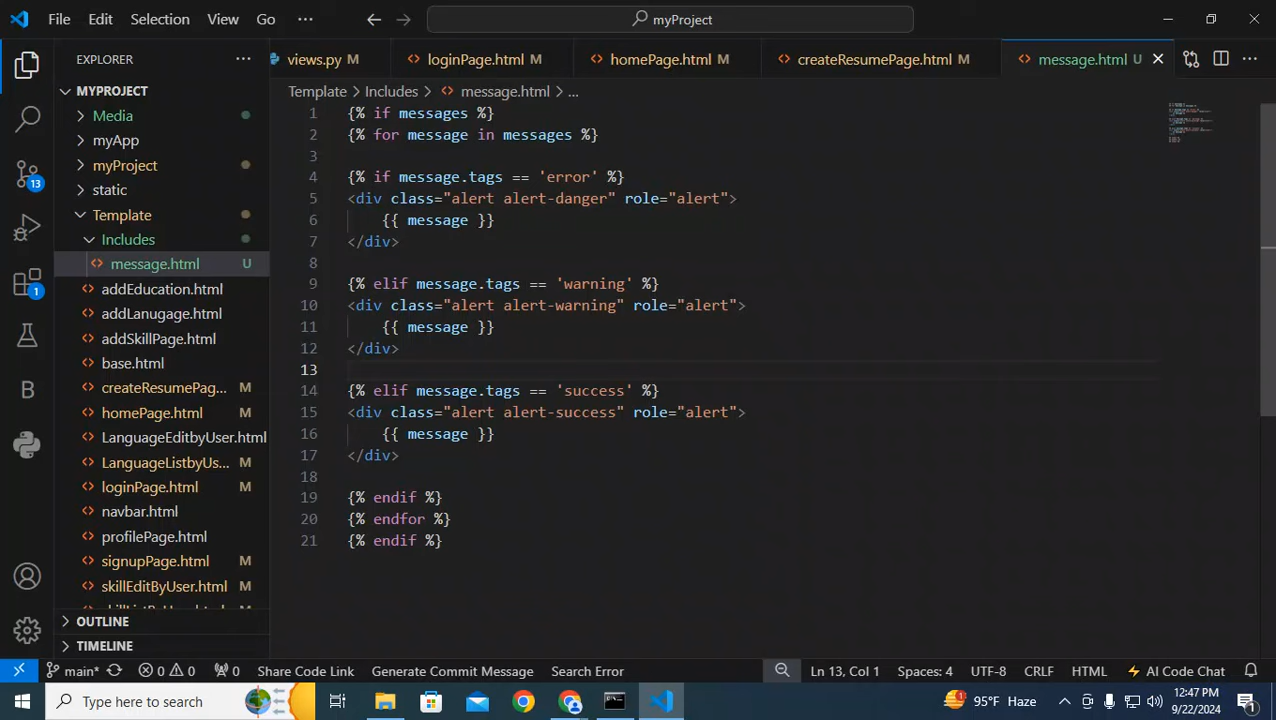 File Edit Selection View Go ··· myProject
EXPLORER ···
views.py M loginPage.html M homePage.html M createResumePage.html M message.html U ···
MYPROJECT
Template > Includes > message.html > ...
Media
myApp
myProject
static
Template
Includes
message.html U
addEducation.html
addLanugage.html
addSkillPage.html
base.html
createResumePag... M
homePage.html M
LanguageEditbyUser.html
LanguageListbyUs... M
loginPage.html M
navbar.html
profilePage.html
signupPage.html M
skillEditByUser.html M
OUTLINE
TIMELINE
13
1
B
1 {% if messages %}
2 {% for message in messages %}
3
4 {% if message.tags == 'error' %}
5 <div class="alert alert-danger" role="alert">
6 {{ message }}
7 </div>
8
9 {% elif message.tags == 'warning' %}
10 <div class="alert alert-warning" role="alert">
11 {{ message }}
12 </div>
13
14 {% elif message.tags == 'success' %}
15 <div class="alert alert-success" role="alert">
16 {{ message }}
17 </div>
18
19 {% endif %}
20 {% endfor %}
21 {% endif %}
main* 0 0 0 Share Code Link Generate Commit Message Search Error Ln 13, Col 1 Spaces: 4 UTF-8 CRLF HTML AI Code Chat
Type here to search 1 95°F Haze 12:47 PM
9/22/2024 1